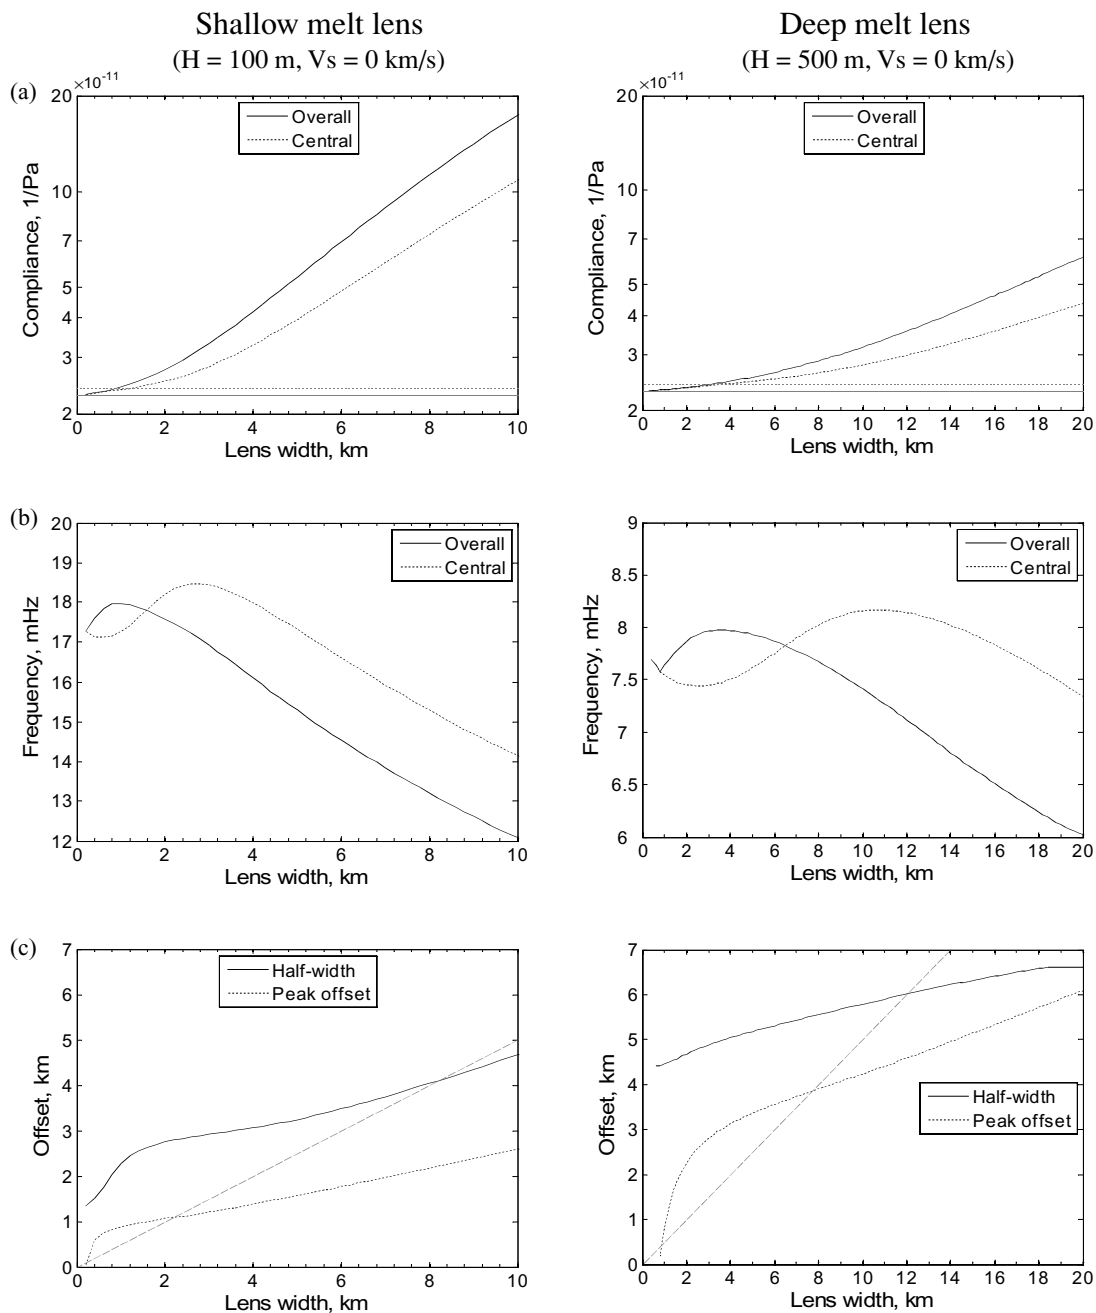 Shallow melt lens
(H = 100 m, Vs = 0 km/s)
Deep melt lens
(H = 500 m, Vs = 0 km/s)
(a)
×10⁻¹¹
20
10
7
5
4
3
2
Compliance, 1/Pa
Overall
Central
0 2 4 6 8 10
Lens width, km
×10⁻¹¹
20
10
7
5
4
3
2
Compliance, 1/Pa
Overall
Central
0 2 4 6 8 10 12 14 16 18 20
Lens width, km
(b)
20
19
18
17
16
15
14
13
12
Frequency, mHz
Overall
Central
0 2 4 6 8 10
Lens width, km
9
8.5
8
7.5
7
6.5
6
Frequency, mHz
Overall
Central
0 2 4 6 8 10 12 14 16 18 20
Lens width, km
(c)
7
6
5
4
3
2
1
0
Offset, km
Half-width
Peak offset
0 2 4 6 8 10
Lens width, km
7
6
5
4
3
2
1
0
Offset, km
Half-width
Peak offset
0 2 4 6 8 10 12 14 16 18 20
Lens width, km